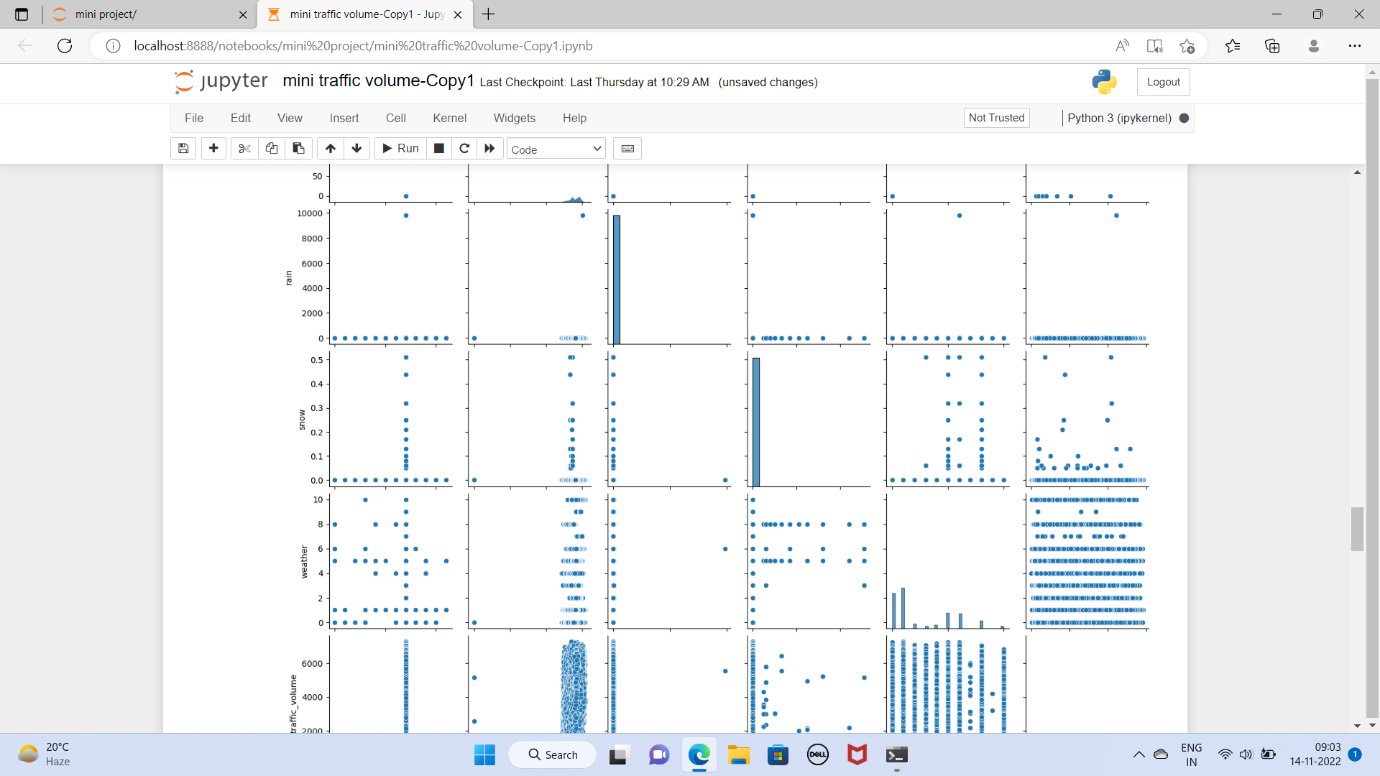 mini project/
mini traffic volume-Copy1 - Jupy
localhost:8888/notebooks/mini%20project/mini%20traffic%20volume-Copy1.ipynb
jupyter mini traffic volume-Copy1 Last Checkpoint: Last Thursday at 10:29 AM (unsaved changes)
Logout
File Edit View Insert Cell Kernel Widgets Help
Not Trusted
Python 3 (ipykernel)
Run
Code
50
0
10000
8000
6000
4000
2000
0
rain
0.5
0.4
0.3
0.2
0.1
0.0
snow
10
8
6
4
2
0
weather
6000
4000
2000
traffic_volume
20°C
Haze
Search
DELL
ENG
IN
09:03
14-11-2022
1